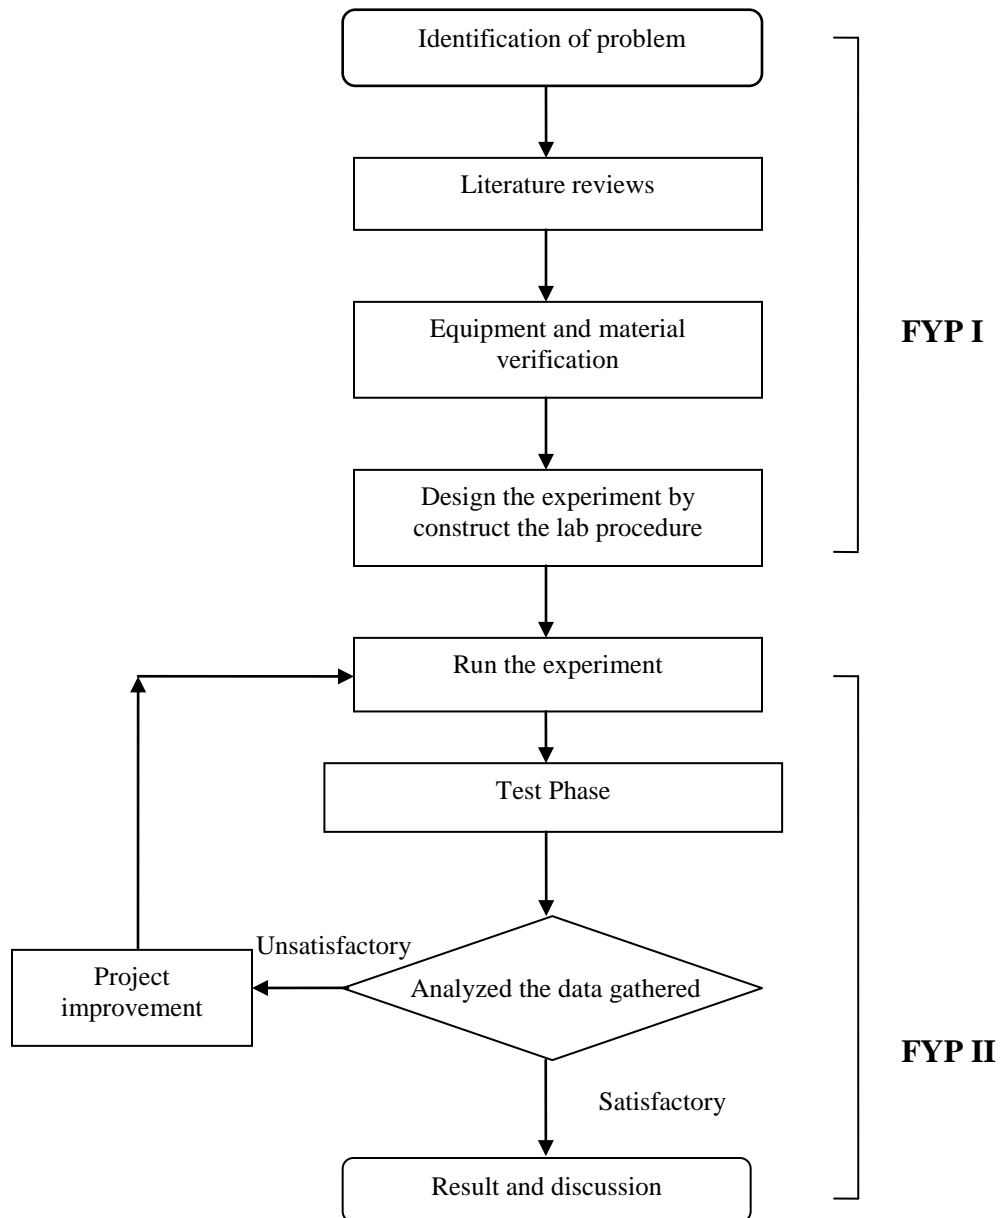 Identification of problem
Literature reviews
Equipment and material
verification
FYP I
Design the experiment by
construct the lab procedure
Run the experiment
Test Phase
Unsatisfactory
Analyzed the data gathered
Project
improvement
FYP II
Satisfactory
Result and discussion